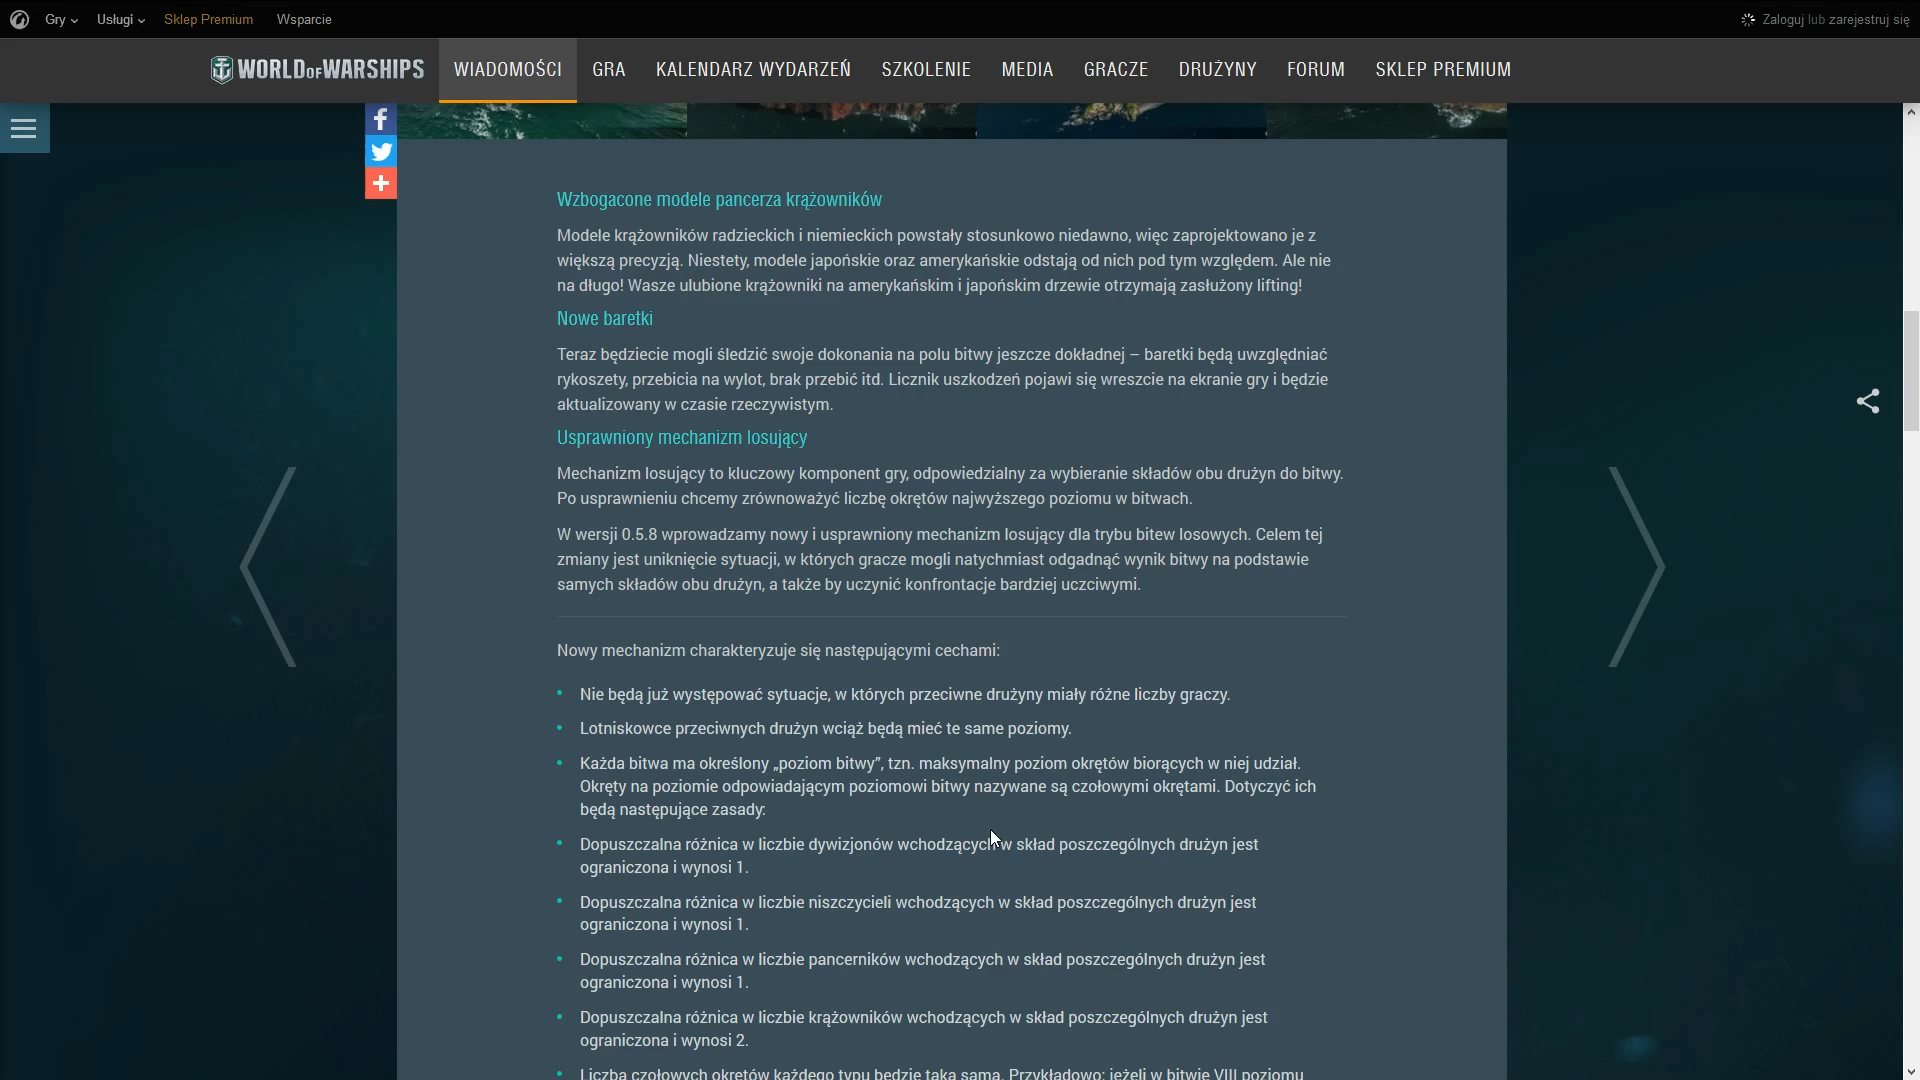 Gry
Usługi
Sklep Premium
Wsparcie
Zaloguj lub zarejestruj się
WORLD OF WARSHIPS
WIADOMOŚCI
GRA
KALENDARZ WYDARZEŃ
SZKOLENIE
MEDIA
GRACZE
DRUŻYNY
FORUM
SKLEP PREMIUM
Wzbogacone modele pancerza krążowników
Modele krążowników radzieckich i niemieckich powstały stosunkowo niedawno, więc zaprojektowano je z
większą precyzją. Niestety, modele japońskie oraz amerykańskie odstają od nich pod tym względem. Ale nie
na długo! Wasze ulubione krążowniki na amerykańskim i japońskim drzewie otrzymają zasłużony lifting!
Nowe baretki
Teraz będziecie mogli śledzić swoje dokonania na polu bitwy jeszcze dokładnej – baretki będą uwzględniać
rykoszety, przebicia na wylot, brak przebić itd. Licznik uszkodzeń pojawi się wreszcie na ekranie gry i będzie
aktualizowany w czasie rzeczywistym.
Usprawniony mechanizm losujący
Mechanizm losujący to kluczowy komponent gry, odpowiedzialny za wybieranie składów obu drużyn do bitwy.
Po usprawnieniu chcemy zrównoważyć liczbę okrętów najwyższego poziomu w bitwach.
W wersji 0.5.8 wprowadzamy nowy i usprawniony mechanizm losujący dla trybu bitew losowych. Celem tej
zmiany jest uniknięcie sytuacji, w których gracze mogli natychmiast odgadnąć wynik bitwy na podstawie
samych składów obu drużyn, a także by uczynić konfrontacje bardziej uczciwymi.
Nowy mechanizm charakteryzuje się następującymi cechami:
Nie będą już występować sytuacje, w których przeciwne drużyny miały różne liczby graczy.
Lotniskowce przeciwnych drużyn wciąż będą mieć te same poziomy.
Każda bitwa ma określony „poziom bitwy”, tzn. maksymalny poziom okrętów biorących w niej udział.
Okręty na poziomie odpowiadającym poziomowi bitwy nazywane są czołowymi okrętami. Dotyczyć ich
będą następujące zasady:
Dopuszczalna różnica w liczbie dywizjonów wchodzących w skład poszczególnych drużyn jest
ograniczona i wynosi 1.
Dopuszczalna różnica w liczbie niszczycieli wchodzących w skład poszczególnych drużyn jest
ograniczona i wynosi 1.
Dopuszczalna różnica w liczbie pancerników wchodzących w skład poszczególnych drużyn jest
ograniczona i wynosi 1.
Dopuszczalna różnica w liczbie krążowników wchodzących w skład poszczególnych drużyn jest
ograniczona i wynosi 2.
Liczba czołowych okrętów każdego typu będzie taka sama. Przykładowo: jeżeli w bitwie VIII poziomu